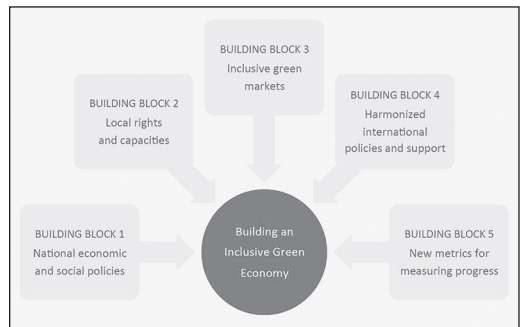 BUILDING BLOCK 3
Inclusive green
markets
BUILDING BLOCK 2
Local rights
and capacities
BUILDING BLOCK 4
Harmonized
international
policies and support
BUILDING BLOCK 1
National economic
and social policies
Building an
Inclusive Green
Economy
BUILDING BLOCK 5
New metrics for
measuring progress